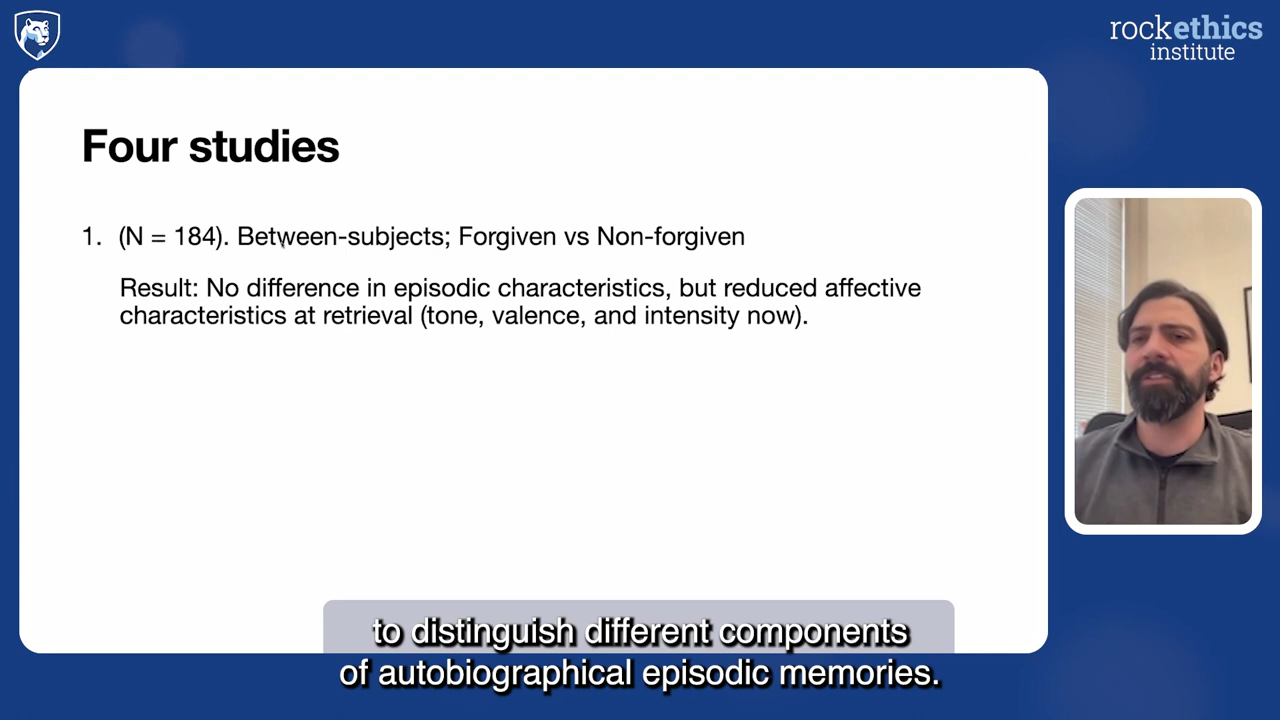 rockethics
institute
Four studies
1. (N = 184). Between-subjects; Forgiven vs Non-forgiven
Result: No difference in episodic characteristics, but reduced affective
characteristics at retrieval (tone, valence, and intensity now).
to distinguish different components
of autobiographical episodic memories.